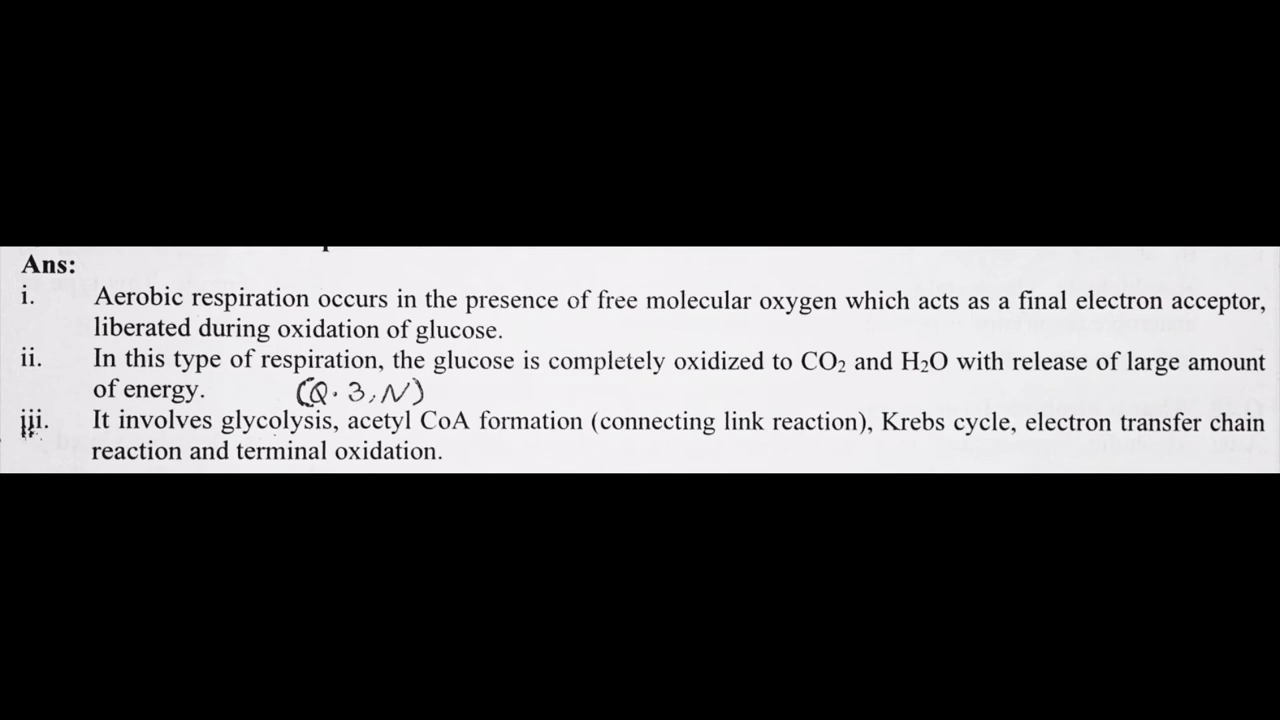 Ans:
i. Aerobic respiration occurs in the presence of free molecular oxygen which acts as a final electron acceptor,
liberated during oxidation of glucose.
ii. In this type of respiration, the glucose is completely oxidized to CO₂ and H₂O with release of large amount
of energy. (Q. 3, N)
iii. It involves glycolysis, acetyl CoA formation (connecting link reaction), Krebs cycle, electron transfer chain
reaction and terminal oxidation.